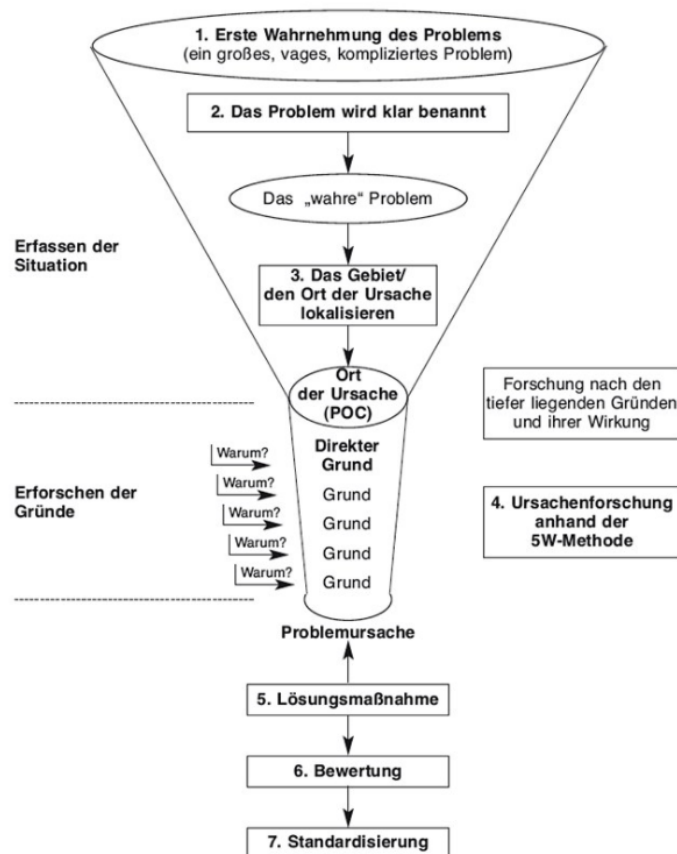 1. Erste Wahrnehmung des Problems
(ein großes, vages, kompliziertes Problem)
2. Das Problem wird klar benannt
Das „wahre“ Problem
Erfassen der
Situation
3. Das Gebiet/
den Ort der Ursache
lokalisieren
Ort
der Ursache
(POC)
Forschung nach den
tiefer liegenden Gründen
und ihrer Wirkung
Erforschen der
Gründe
Warum?
Direkter
Grund
Warum?
Grund
Warum?
Grund
Warum?
Grund
Warum?
Grund
4. Ursachenforschung
anhand der
5W-Methode
Problemursache
5. Lösungsmaßnahme
6. Bewertung
7. Standardisierung